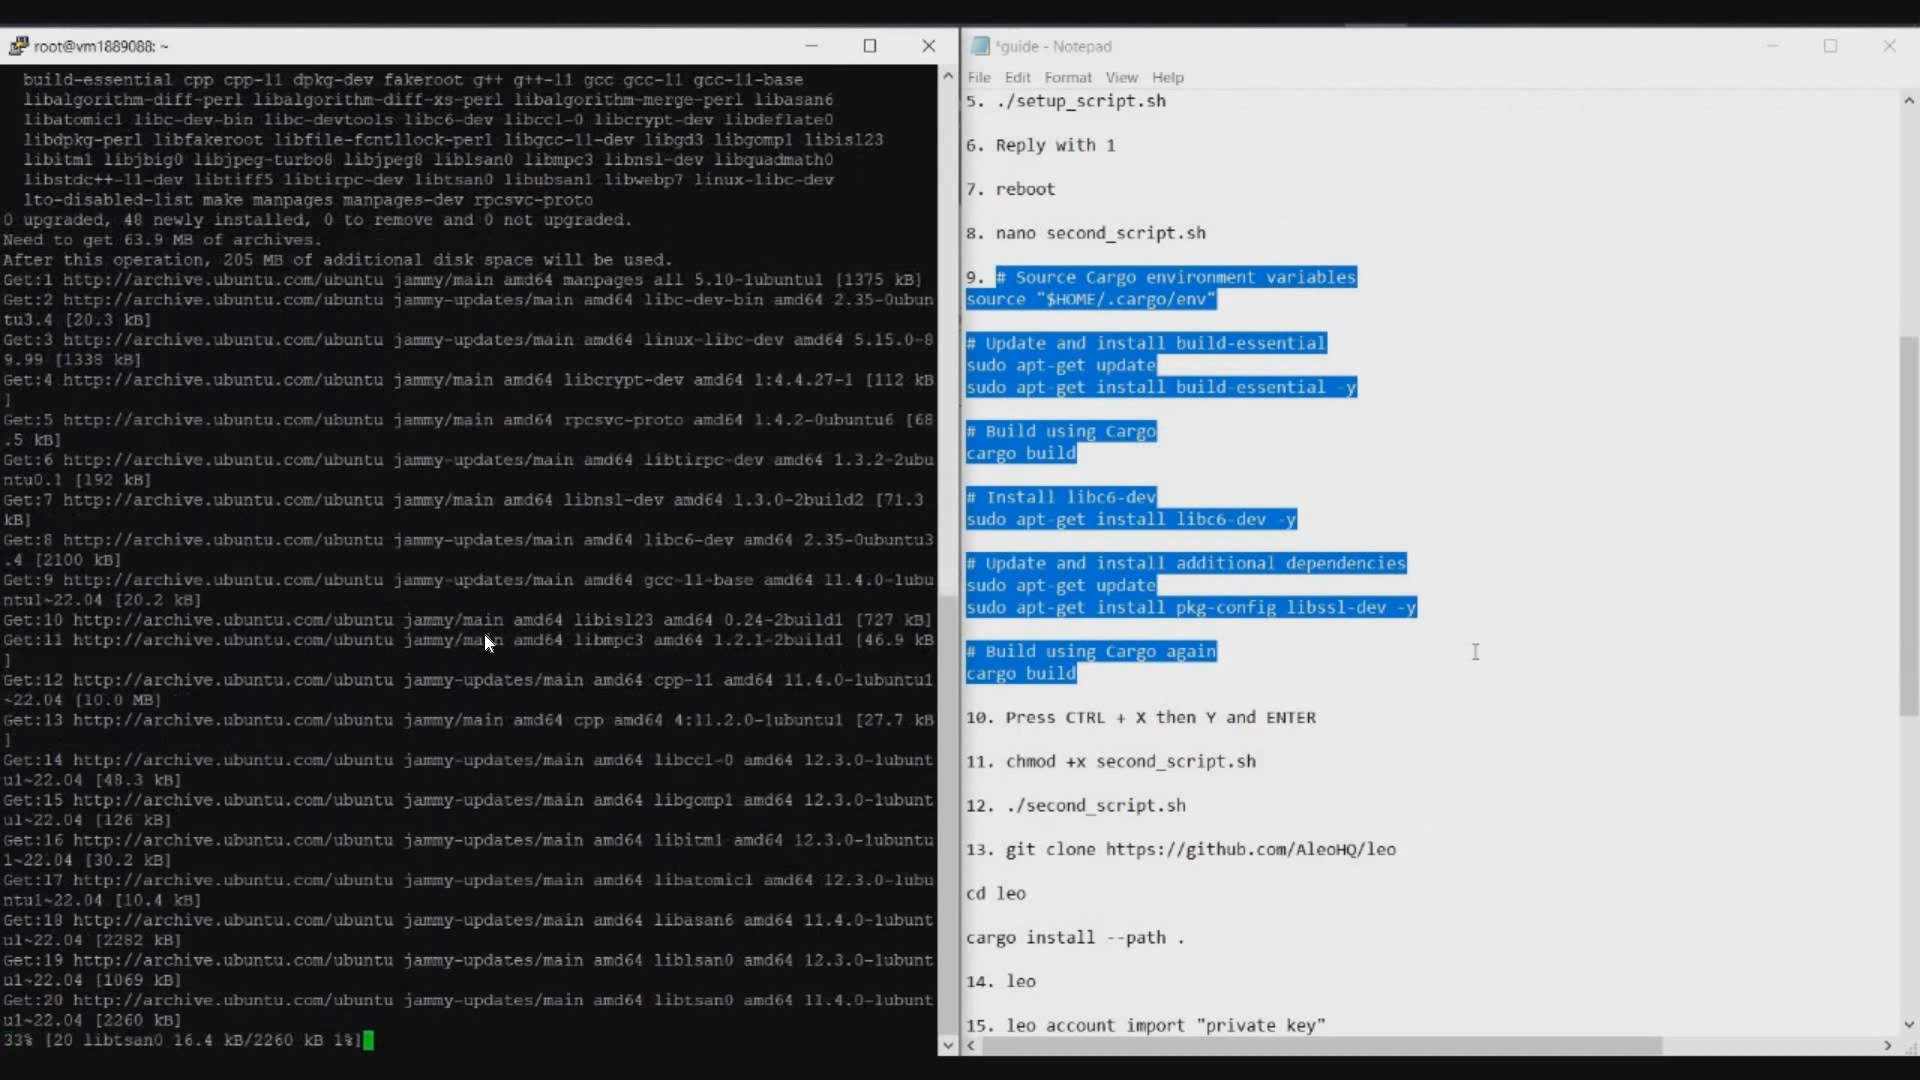 root@vm1889088: ~
build-essential cpp cpp-11 dpkg-dev fakeroot g++ g++-11 gcc gcc-11 gcc-11-base
libalgorithm-diff-perl libalgorithm-diff-xs-perl libalgorithm-merge-perl libasan6
libatomic1 libc-dev-bin libc-devtools libc6-dev libcc1-0 libcrypt-dev libdeflate0
libdpkg-perl libfakeroot libfile-fcntllock-perl libgcc-11-dev libgd3 libgomp1 libisl23
libitm1 libjbig0 libjpeg-turbo8 libjpeg8 liblsan0 libmpc3 libnsl-dev libquadmath0
libstdc++-11-dev libtiff5 libtirpc-dev libtsan0 libubsan1 libwebp7 linux-libc-dev
lto-disabled-list make manpages manpages-dev rpcsvc-proto
0 upgraded, 48 newly installed, 0 to remove and 0 not upgraded.
Need to get 63.9 MB of archives.
After this operation, 205 MB of additional disk space will be used.
Get:1 http://archive.ubuntu.com/ubuntu jammy/main amd64 manpages all 5.10-1ubuntu1 [1375 kB]
Get:2 http://archive.ubuntu.com/ubuntu jammy-updates/main amd64 libc-dev-bin amd64 2.35-0ubun
tu3.4 [20.3 kB]
Get:3 http://archive.ubuntu.com/ubuntu jammy-updates/main amd64 linux-libc-dev amd64 5.15.0-8
9.99 [1338 kB]
Get:4 http://archive.ubuntu.com/ubuntu jammy/main amd64 libcrypt-dev amd64 1:4.4.27-1 [112 kB
]
Get:5 http://archive.ubuntu.com/ubuntu jammy/main amd64 rpcsvc-proto amd64 1.4.2-0ubuntu6 [68
.5 kB]
Get:6 http://archive.ubuntu.com/ubuntu jammy-updates/main amd64 libtirpc-dev amd64 1.3.2-2ubu
ntu0.1 [192 kB]
Get:7 http://archive.ubuntu.com/ubuntu jammy/main amd64 libnsl-dev amd64 1.3.0-2build2 [71.3
kB]
Get:8 http://archive.ubuntu.com/ubuntu jammy-updates/main amd64 libc6-dev amd64 2.35-0ubuntu3
.4 [2100 kB]
Get:9 http://archive.ubuntu.com/ubuntu jammy-updates/main amd64 gcc-11-base amd64 11.4.0-1ubu
ntu1~22.04 [20.2 kB]
Get:10 http://archive.ubuntu.com/ubuntu jammy/main amd64 libisl23 amd64 0.24-2build1 [727 kB]
Get:11 http://archive.ubuntu.com/ubuntu jammy/main amd64 libmpc3 amd64 1.2.1-2build1 [46.9 kB
]
Get:12 http://archive.ubuntu.com/ubuntu jammy-updates/main amd64 cpp-11 amd64 11.4.0-1ubuntu1
~22.04 [10.0 MB]
Get:13 http://archive.ubuntu.com/ubuntu jammy/main amd64 cpp amd64 4:11.2.0-1ubuntu1 [27.7 kB
]
Get:14 http://archive.ubuntu.com/ubuntu jammy-updates/main amd64 libcc1-0 amd64 12.3.0-1ubunt
u1~22.04 [48.3 kB]
Get:15 http://archive.ubuntu.com/ubuntu jammy-updates/main amd64 libgomp1 amd64 12.3.0-1ubunt
u1~22.04 [126 kB]
Get:16 http://archive.ubuntu.com/ubuntu jammy-updates/main amd64 libitm1 amd64 12.3.0-1ubuntu
1~22.04 [30.2 kB]
Get:17 http://archive.ubuntu.com/ubuntu jammy-updates/main amd64 libatomic1 amd64 12.3.0-1ubu
ntu1~22.04 [10.4 kB]
Get:18 http://archive.ubuntu.com/ubuntu jammy-updates/main amd64 libasan6 amd64 11.4.0-1ubunt
u1~22.04 [2282 kB]
Get:19 http://archive.ubuntu.com/ubuntu jammy-updates/main amd64 liblsan0 amd64 12.3.0-1ubunt
u1~22.04 [1069 kB]
Get:20 http://archive.ubuntu.com/ubuntu jammy-updates/main amd64 libtsan0 amd64 11.4.0-1ubunt
u1~22.04 [2260 kB]
33% [20 libtsan0 16.4 kB/2260 kB 1%]
*guide - Notepad
File Edit Format View Help
5. ./setup_script.sh
6. Reply with 1
7. reboot
8. nano second_script.sh
9. # Source Cargo environment variables
source "$HOME/.cargo/env"
# Update and install build-essential
sudo apt-get update
sudo apt-get install build-essential -y
# Build using Cargo
cargo build
# Install libc6-dev
sudo apt-get install libc6-dev -y
# Update and install additional dependencies
sudo apt-get update
sudo apt-get install pkg-config libssl-dev -y
# Build using Cargo again
cargo build
10. Press CTRL + X then Y and ENTER
11. chmod +x second_script.sh
12. ./second_script.sh
13. git clone https://github.com/AleoHQ/leo
cd leo
cargo install --path .
14. leo
15. leo account import "private key"